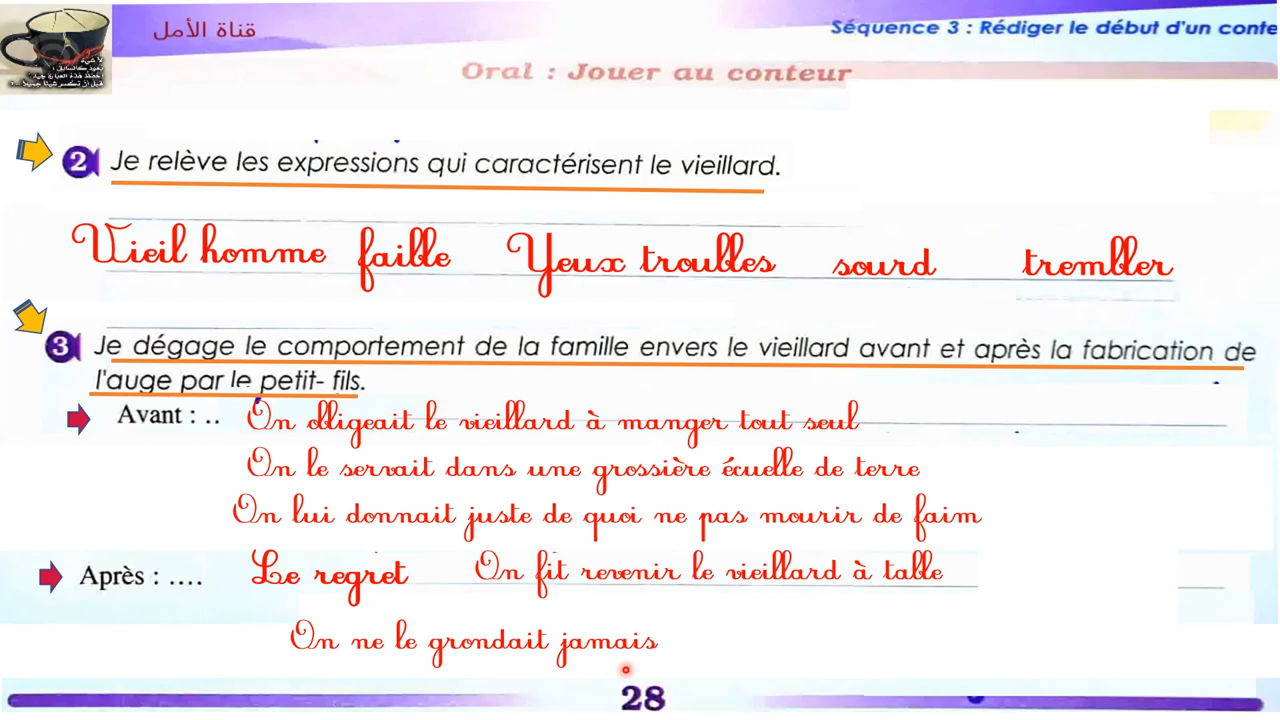 قناة الأمل
Séquence 3 : Rédiger le début d'un conte
Oral : Jouer au conteur
2 Je relève les expressions qui caractérisent le vieillard.
Vieil homme faible Yeux troubles sourd trembler
3 Je dégage le comportement de la famille envers le vieillard avant et après la fabrication de
l'auge par le petit- fils.
Avant : .. On obligeait le vieillard à manger tout seul
On le servait dans une grossière écuelle de terre
On lui donnait juste de quoi ne pas mourir de faim
Après : .... Le regret On fit revenir le vieillard à table
On ne le grondait jamais
28